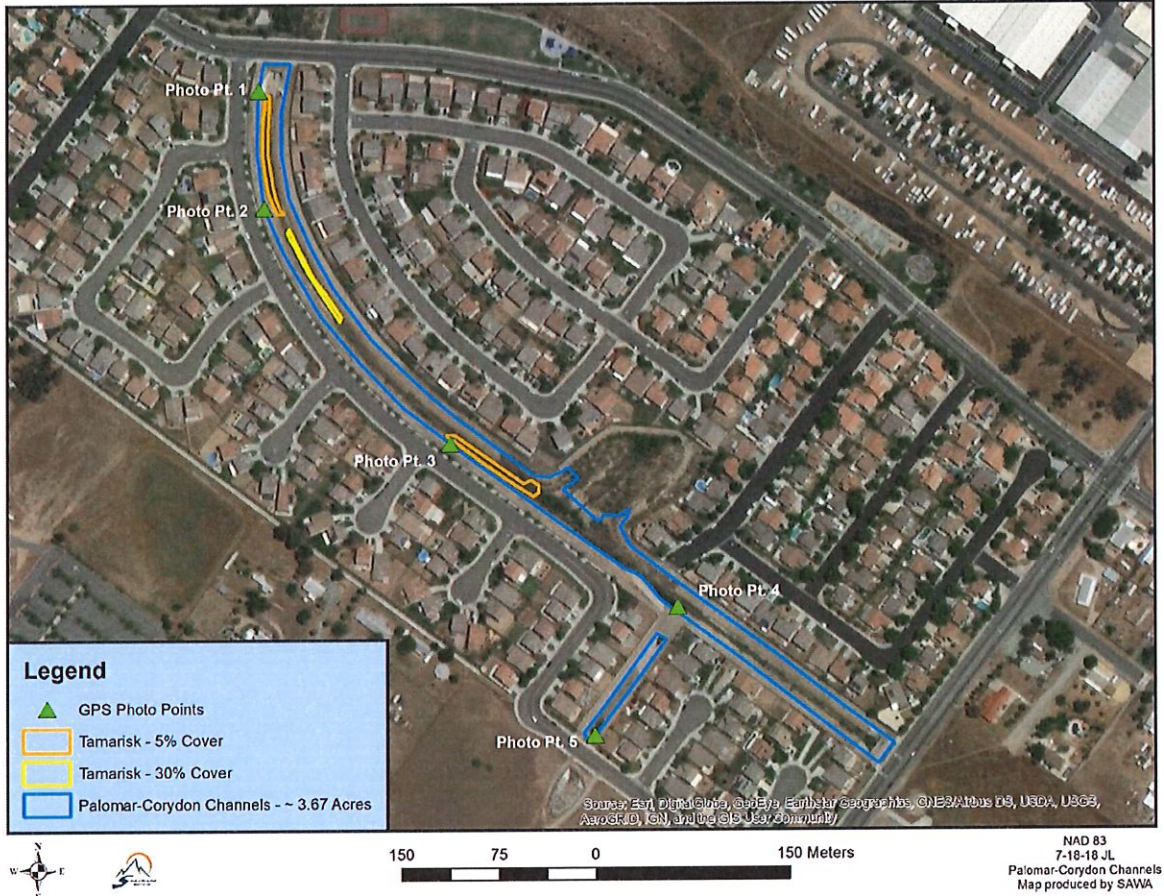 Photo Pt. 1
Photo Pt. 2
Photo Pt. 3
Photo Pt. 4
Photo Pt. 5
Legend
GPS Photo Points
Tamarisk - 5% Cover
Tamarisk - 30% Cover
Palomar-Corydon Channels - ~ 3.67 Acres
Source: Esri, DigitalGlobe, GeoEye, Earthstar Geographics, CNES/Airbus DS, USDA, USGS,
AeroGRID, IGN, and the GIS User Community
N
W E
S
150 75 0 150 Meters
NAD 83
7-18-18 JL
Palomar-Corydon Channels
Map produced by SAWA